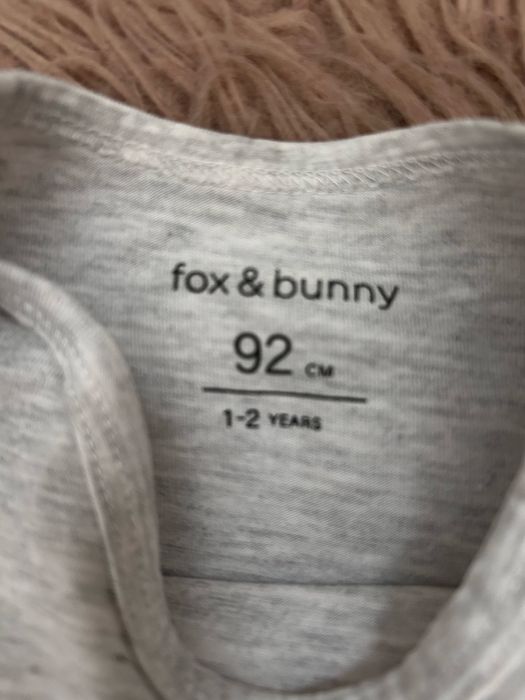 fox & bunny
92 CM
1-2 YEARS